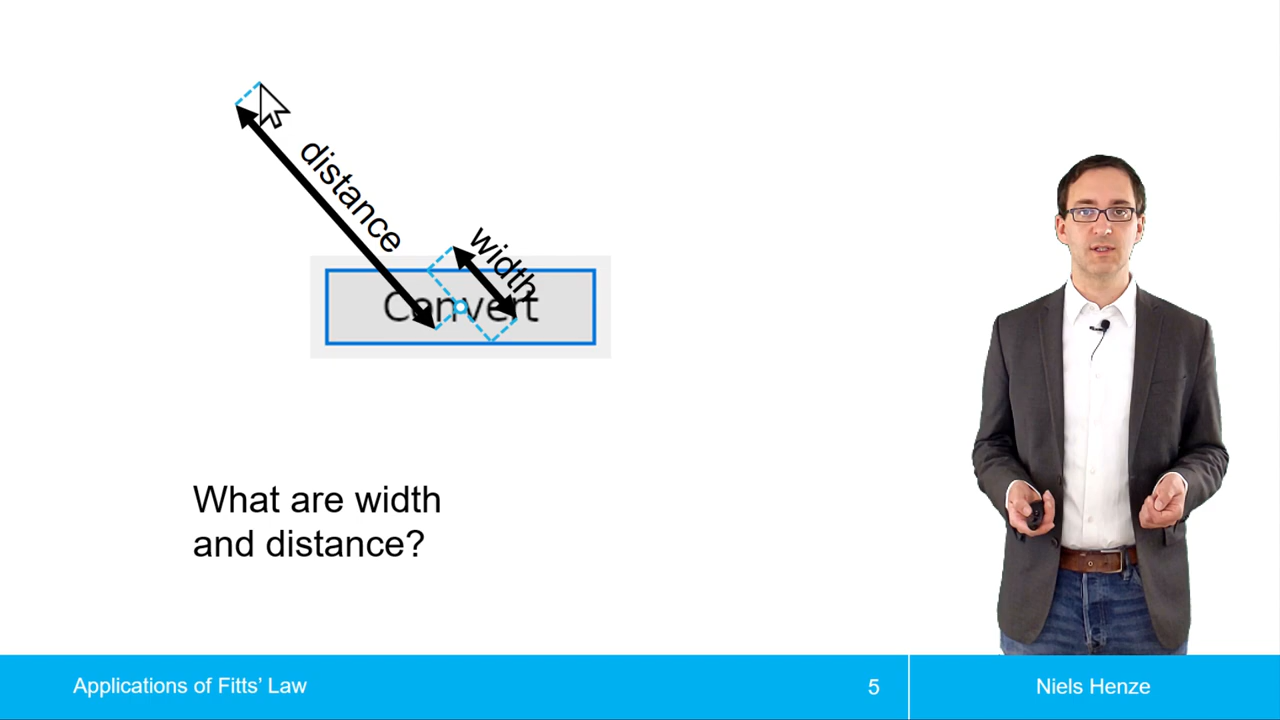 distance
width
Convert
What are width
and distance?
Applications of Fitts’ Law
5
Niels Henze